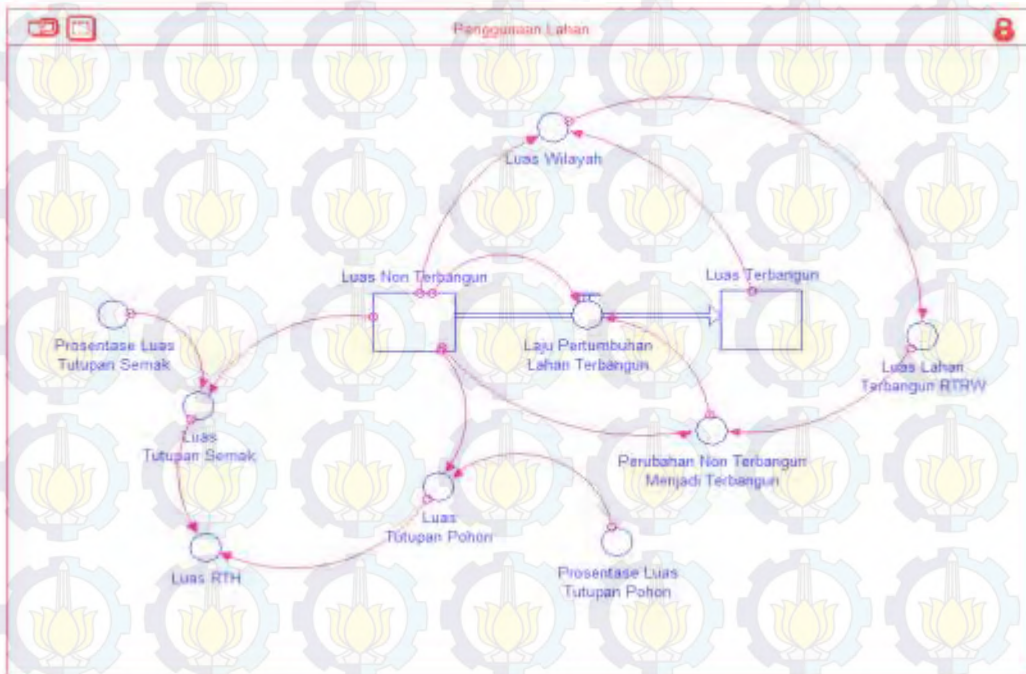 Penggunaan Lahan
Luas Wilayah
Luas Non Terbangun
Luas Terbangun
Prosentase Luas
Tutupan Semak
Laju Pertumbuhan
Lahan Terbangun
Luas Lahan
Terbangun RTRW
Luas
Tutupan Semak
Perubahan Non Terbangun
Menjadi Terbangun
Luas
Tutupan Pohon
Luas RTH
Prosentase Luas
Tutupan Pohon